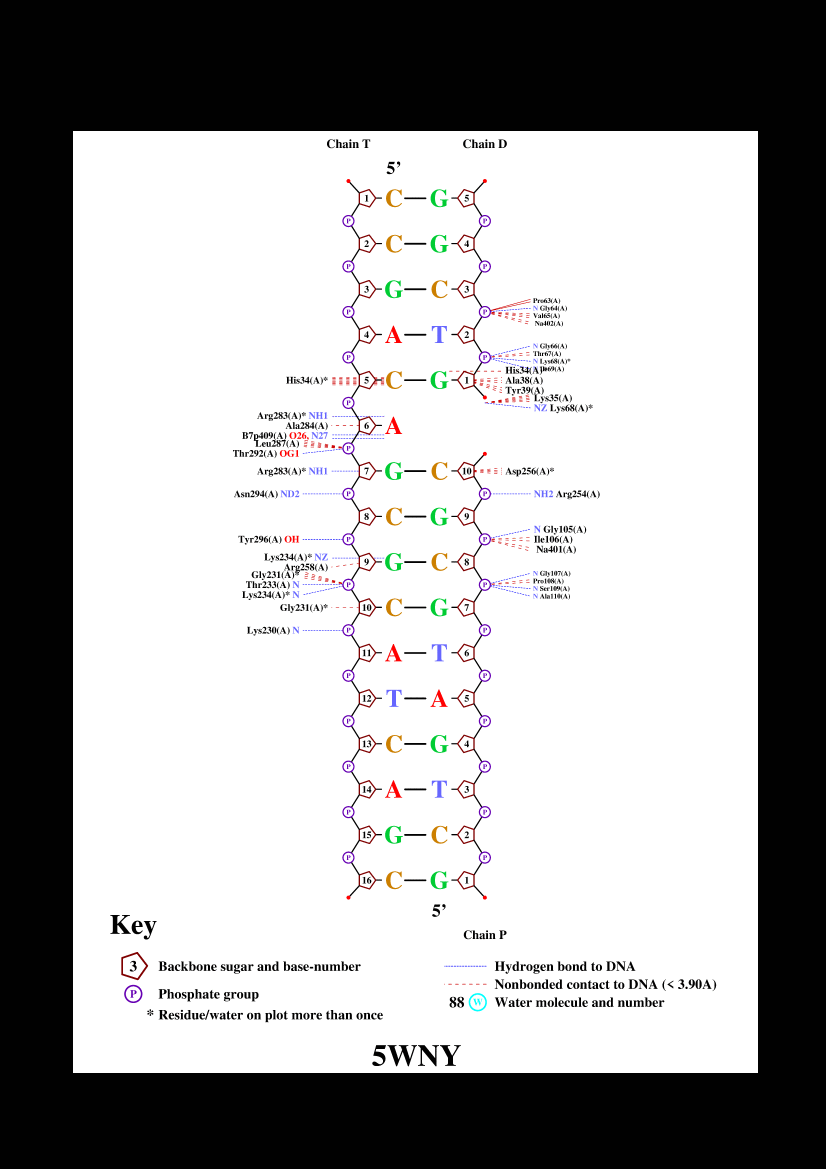 Chain T Chain D
5’
1 C G 5
P P
2 C G 4
P P
3 G C 3
Pro63(A)
N Gly64(A)
P P
Val65(A)
Na402(A)
4 A T 2
N Gly66(A)
Thr67(A)
P P
N Lys68(A)*
His34(A)
His34(A)* 5 C G 1 Ala38(A)
Tyr39(A)
Lys35(A)
P NZ Lys68(A)*
Arg283(A)* NH1
Ala284(A) 6 A
B7p409(A) O26, N27
Leu287(A)
P
Thr292(A) OG1
Arg283(A)* NH1 7 G C 10 Asp256(A)*
Asn294(A) ND2 P P NH2 Arg254(A)
8 C G 9
N Gly105(A)
Tyr296(A) OH P P Ile106(A)
Na401(A)
Lys234(A)* NZ
9 G C 8
Arg258(A)
Gly231(A)* N Gly107(A)
Pro108(A)
Thr233(A) N P P N Ser109(A)
Lys234(A)* N N Ala110(A)
Gly231(A)* 10 C G 7
Lys230(A) N P P
11 A T 6
P P
12 T A 5
P P
13 C G 4
P P
14 A T 3
P P
15 G C 2
P P
16 C G 1
5’
Key
Chain P
3 Backbone sugar and base-number
P Phosphate group
* Residue/water on plot more than once
Hydrogen bond to DNA
Nonbonded contact to DNA (< 3.90A)
88 W Water molecule and number
5WNY